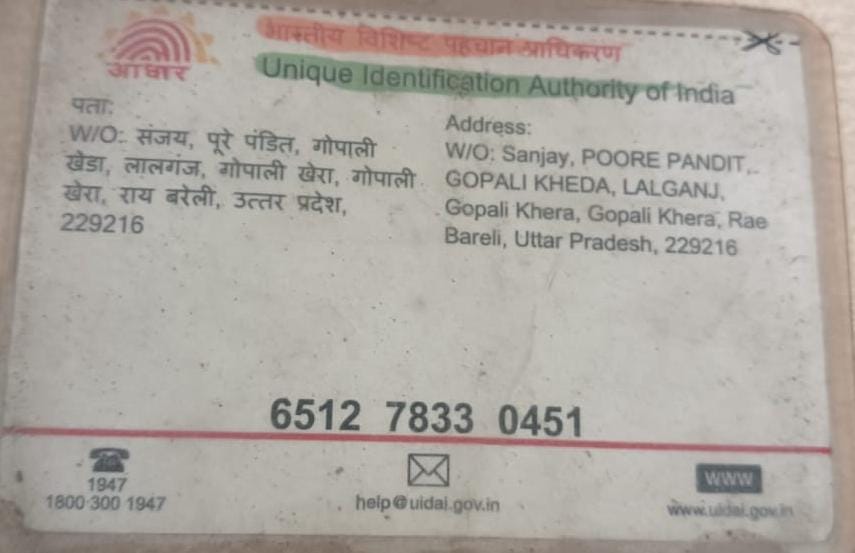 भारतीय विशिष्ट पहचान प्राधिकरण
आधार
Unique Identification Authority of India
पता:
W/O: संजय, पूरे पंडित, गोपाली
खेडा, लालगंज, गोपाली खेरा, गोपाली
खेरा, राय बरेली, उत्तर प्रदेश,
229216
Address:
W/O: Sanjay, POORE PANDIT,
GOPALI KHEDA, LALGANJ,
Gopali Khera, Gopali Khera, Rae
Bareli, Uttar Pradesh, 229216
6512 7833 0451
1947
1800 300 1947
help@uidai.gov.in
WWW
www.uidai.gov.in